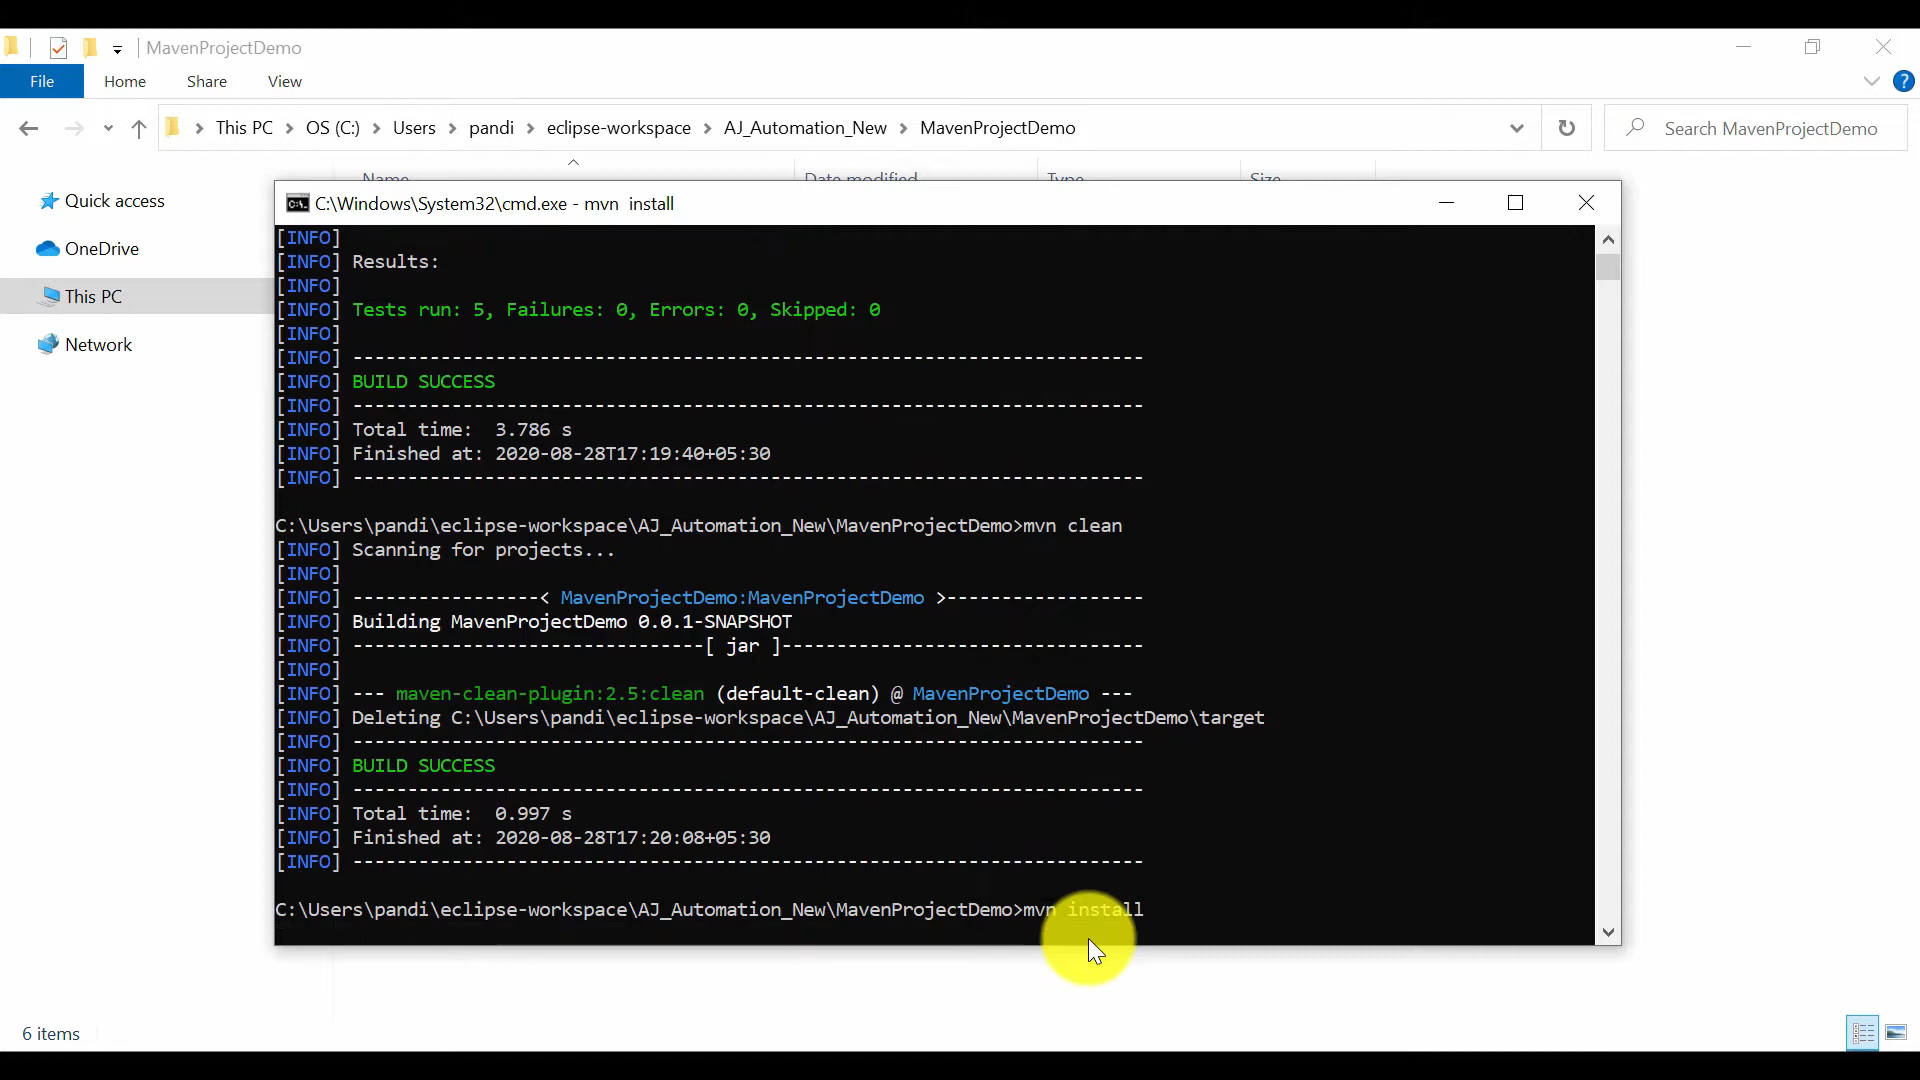 MavenProjectDemo
File Home Share View
This PC OS (C:) Users pandi eclipse-workspace AJ_Automation_New MavenProjectDemo Search MavenProjectDemo
Name Date modified Type Size
Quick access
OneDrive
This PC
Network
C:\Windows\System32\cmd.exe - mvn  install
[INFO]
[INFO] Results:
[INFO]
[INFO] Tests run: 5, Failures: 0, Errors: 0, Skipped: 0
[INFO]
[INFO] ------------------------------------------------------------------------
[INFO] BUILD SUCCESS
[INFO] ------------------------------------------------------------------------
[INFO] Total time:  3.786 s
[INFO] Finished at: 2020-08-28T17:19:40+05:30
[INFO] ------------------------------------------------------------------------
C:\Users\pandi\eclipse-workspace\AJ_Automation_New\MavenProjectDemo>mvn clean
[INFO] Scanning for projects...
[INFO]
[INFO] -----------------< MavenProjectDemo:MavenProjectDemo >------------------
[INFO] Building MavenProjectDemo 0.0.1-SNAPSHOT
[INFO] --------------------------------[ jar ]---------------------------------
[INFO]
[INFO] --- maven-clean-plugin:2.5:clean (default-clean) @ MavenProjectDemo ---
[INFO] Deleting C:\Users\pandi\eclipse-workspace\AJ_Automation_New\MavenProjectDemo\target
[INFO] ------------------------------------------------------------------------
[INFO] BUILD SUCCESS
[INFO] ------------------------------------------------------------------------
[INFO] Total time:  0.997 s
[INFO] Finished at: 2020-08-28T17:20:08+05:30
[INFO] ------------------------------------------------------------------------
C:\Users\pandi\eclipse-workspace\AJ_Automation_New\MavenProjectDemo>mvn install
6 items